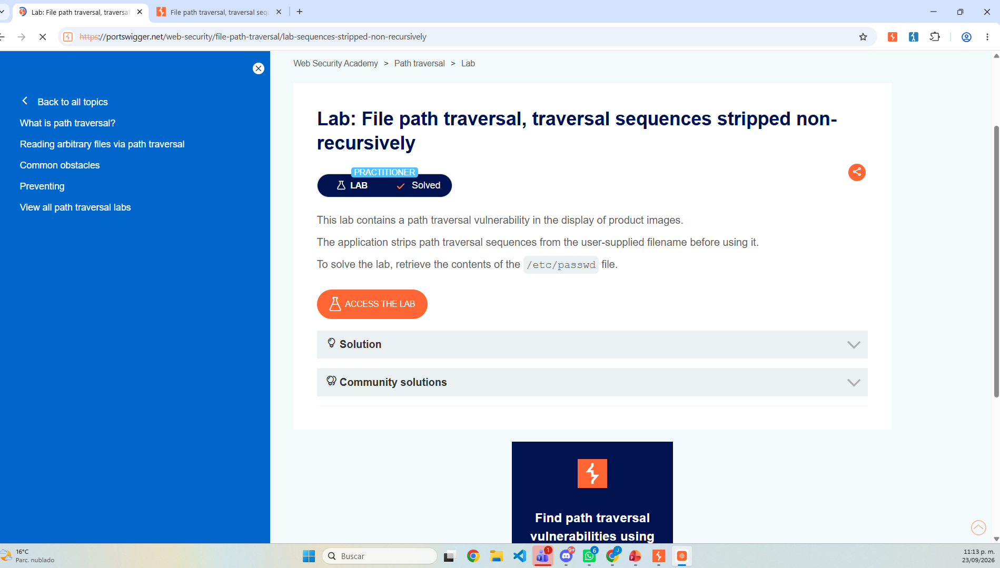 Lab: File path traversal, traversal
File path traversal, traversal seq
https://portswigger.net/web-security/file-path-traversal/lab-sequences-stripped-non-recursively
Back to all topics
What is path traversal?
Reading arbitrary files via path traversal
Common obstacles
Preventing
View all path traversal labs
Web Security Academy > Path traversal > Lab
Lab: File path traversal, traversal sequences stripped non-
recursively
PRACTITIONER
LAB
Solved
This lab contains a path traversal vulnerability in the display of product images.
The application strips path traversal sequences from the user-supplied filename before using it.
To solve the lab, retrieve the contents of the /etc/passwd file.
ACCESS THE LAB
Solution
Community solutions
Find path traversal
vulnerabilities using
16°C
Parc. nublado
Buscar
1
9+
6
J
11:13 p. m.
23/09/2026